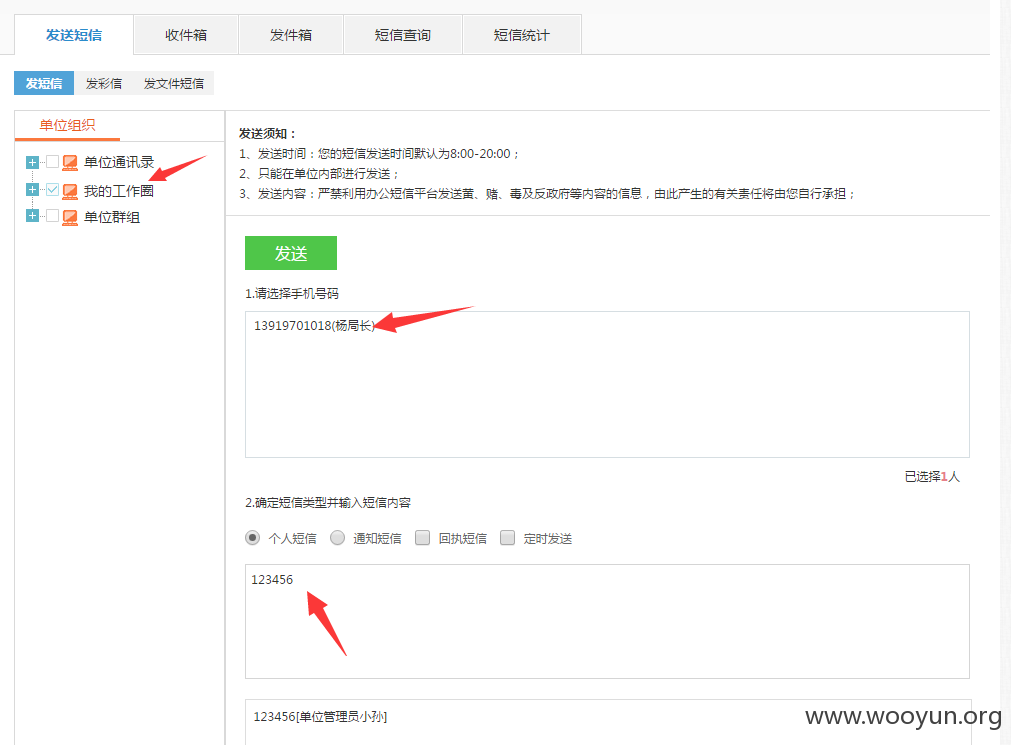 发送短信 收件箱 发件箱 短信查询 短信统计
发短信 发彩信 发文件短信
单位组织
单位通讯录
我的工作圈
单位群组
发送须知：
1、发送时间：您的短信发送时间默认为8:00-20:00；
2、只能在单位内部进行发送；
3、发送内容：严禁利用办公短信平台发送黄、赌、毒及反政府等内容的信息，由此产生的有关责任将由您自行承担；
发送
1.请选择手机号码
13919701018(杨局长)
已选择1人
2.确定短信类型并输入短信内容
个人短信 通知短信 回执短信 定时发送
123456
123456[单位管理员小孙]
www.wooyun.org